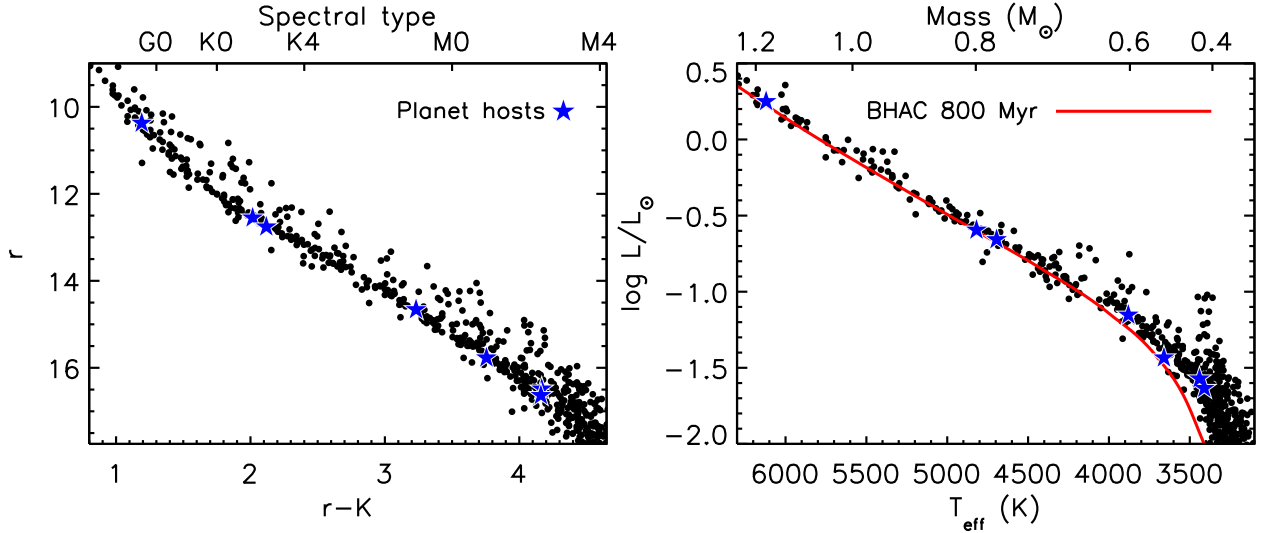 Spectral type
G0 K0 K4 M0 M4
10
12
14
16
r
Planet hosts
1 2 3 4
r−K
Mass (M☉)
1.2 1.0 0.8 0.6 0.4
0.5
0.0
−0.5
−1.0
−1.5
−2.0
log L/L☉
BHAC 800 Myr
6000 5500 5000 4500 4000 3500
Teff (K)